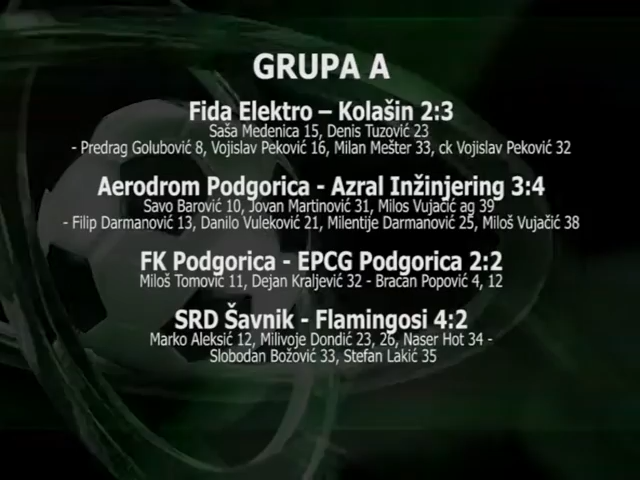 GRUPA A
Fida Elektro – Kolašin 2:3
Saša Medenica 15, Denis Tuzović 23
- Predrag Golubović 8, Vojislav Peković 16, Milan Mešter 33, ck Vojislav Peković 32
Aerodrom Podgorica - Azral Inžinjering 3:4
Savo Barović 10, Jovan Martinović 31, Milos Vujačić ag 39
- Filip Darmanović 13, Danilo Vuleković 21, Milentije Darmanović 25, Miloš Vujačić 38
FK Podgorica - EPCG Podgorica 2:2
Miloš Tomović 11, Dejan Kraljević 32 - Bracan Popović 4, 12
SRD Šavnik - Flamingosi 4:2
Marko Aleksić 12, Milivoje Dondić 23, 26, Naser Hot 34 -
Slobodan Božović 33, Stefan Lakić 35